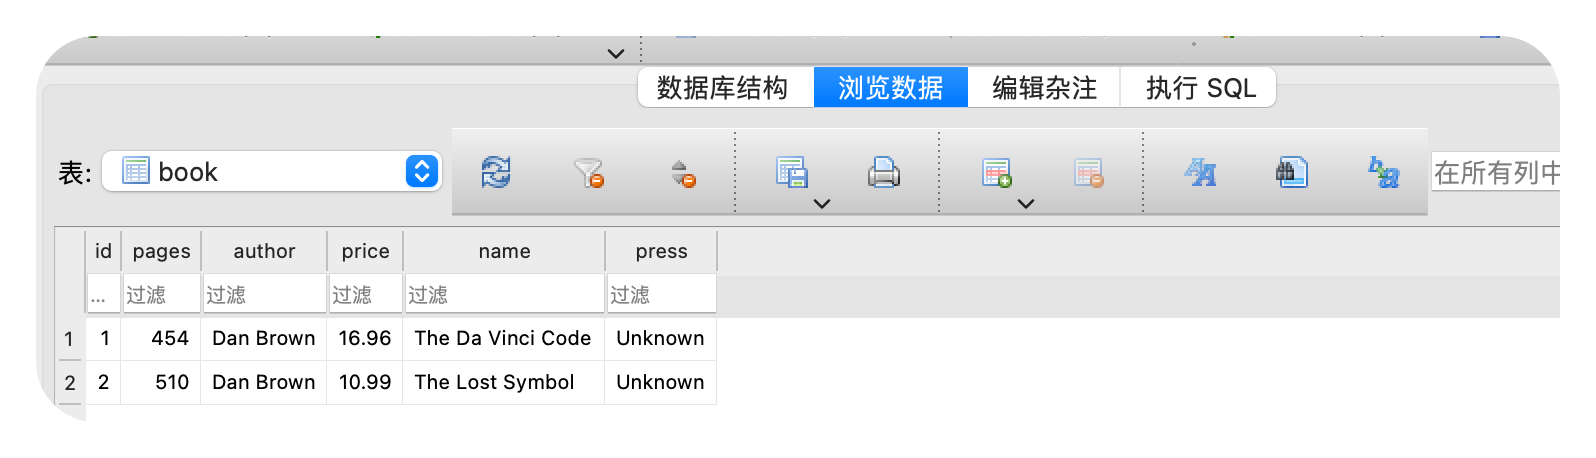 数据库结构 浏览数据 编辑杂注 执行 SQL
表: book 在所有列中
id pages author price name press
... 过滤 过滤 过滤 过滤 过滤
1 1 454 Dan Brown 16.96 The Da Vinci Code Unknown
2 2 510 Dan Brown 10.99 The Lost Symbol Unknown